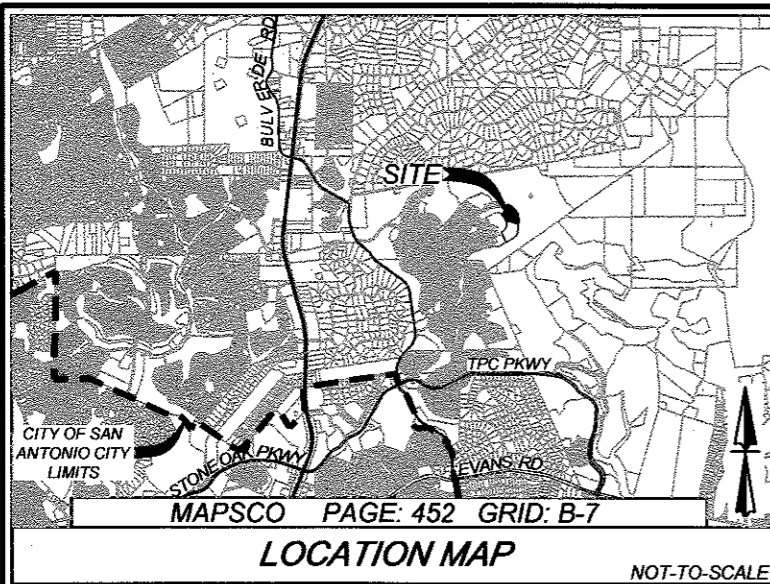 BULVERDE RD
SITE
TPC PKWY
CITY OF SAN
ANTONIO CITY
LIMITS
STONE OAK PKWY
EVANS RD
MAPSCO PAGE: 452 GRID: B-7
LOCATION MAP
NOT-TO-SCALE